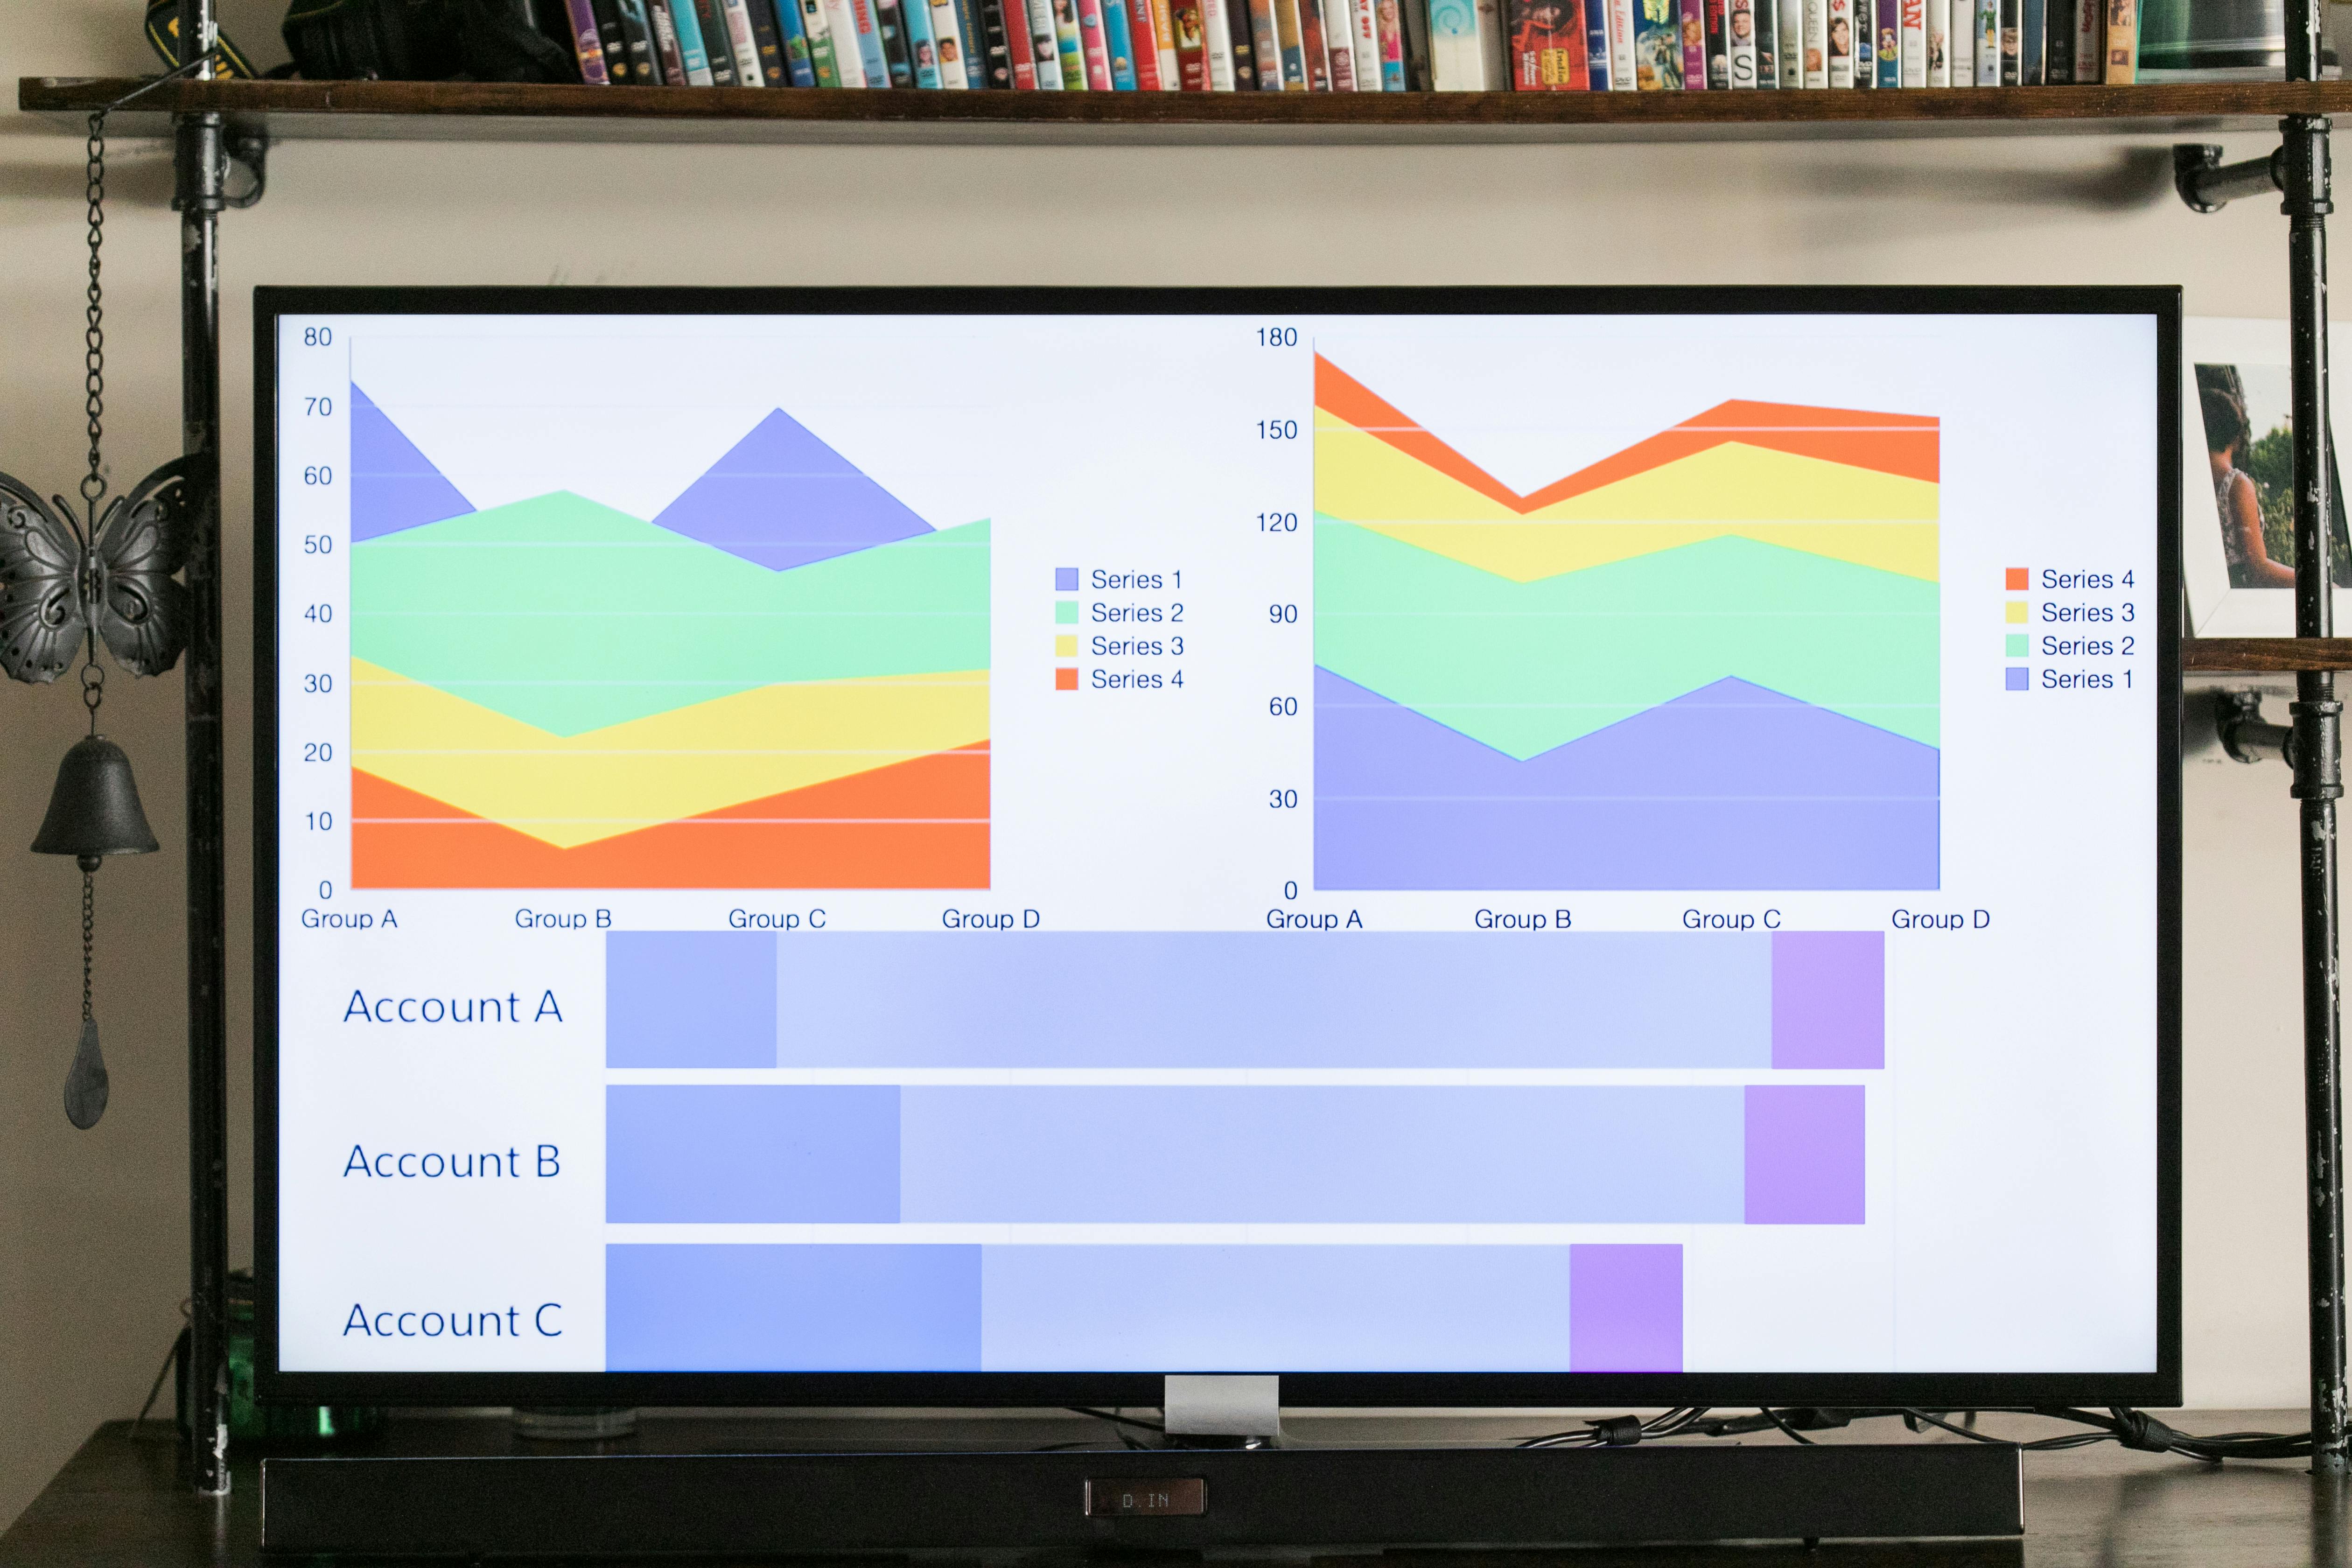 80
70
60
50
40
30
20
10
0
Group A Group B Group C Group D
Series 1
Series 2
Series 3
Series 4
180
150
120
90
60
30
0
Group A Group B Group C Group D
Series 4
Series 3
Series 2
Series 1
Account A
Account B
Account C
D.IN